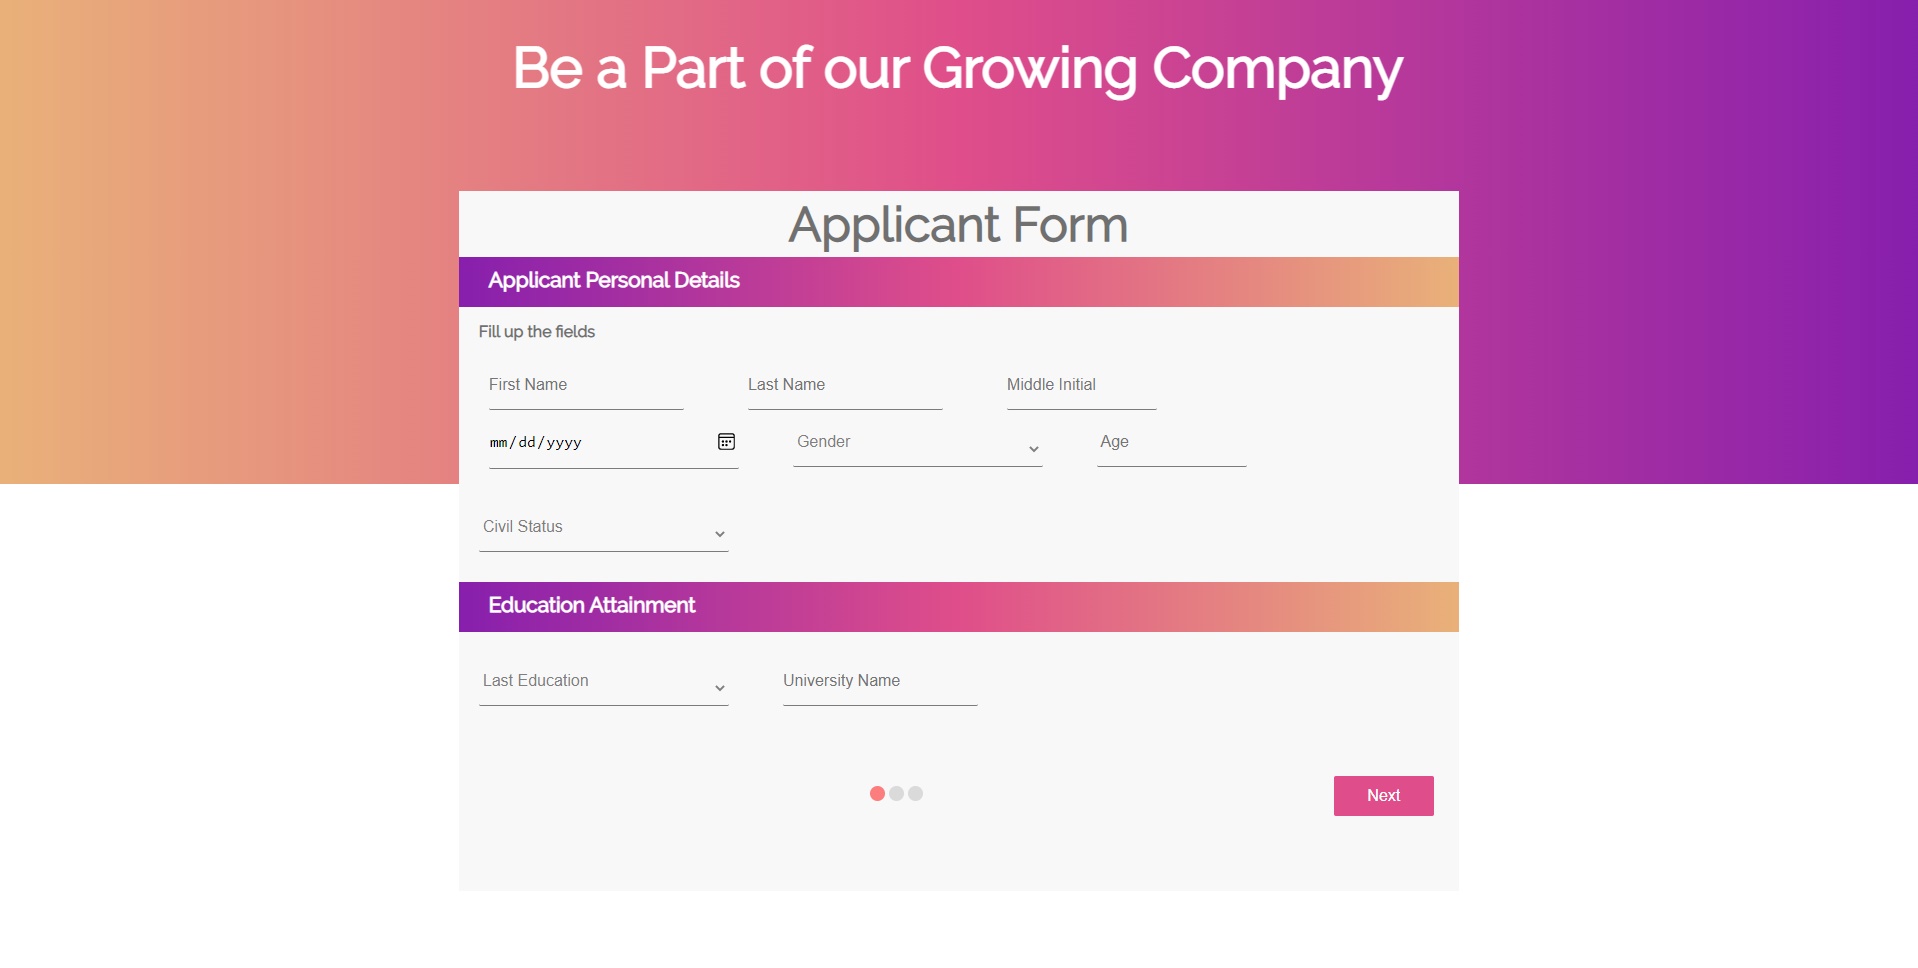 Be a Part of our Growing Company
Applicant Form
Applicant Personal Details
Fill up the fields
First Name Last Name Middle Initial
mm/dd/yyyy Gender Age
Civil Status
Education Attainment
Last Education University Name
Next